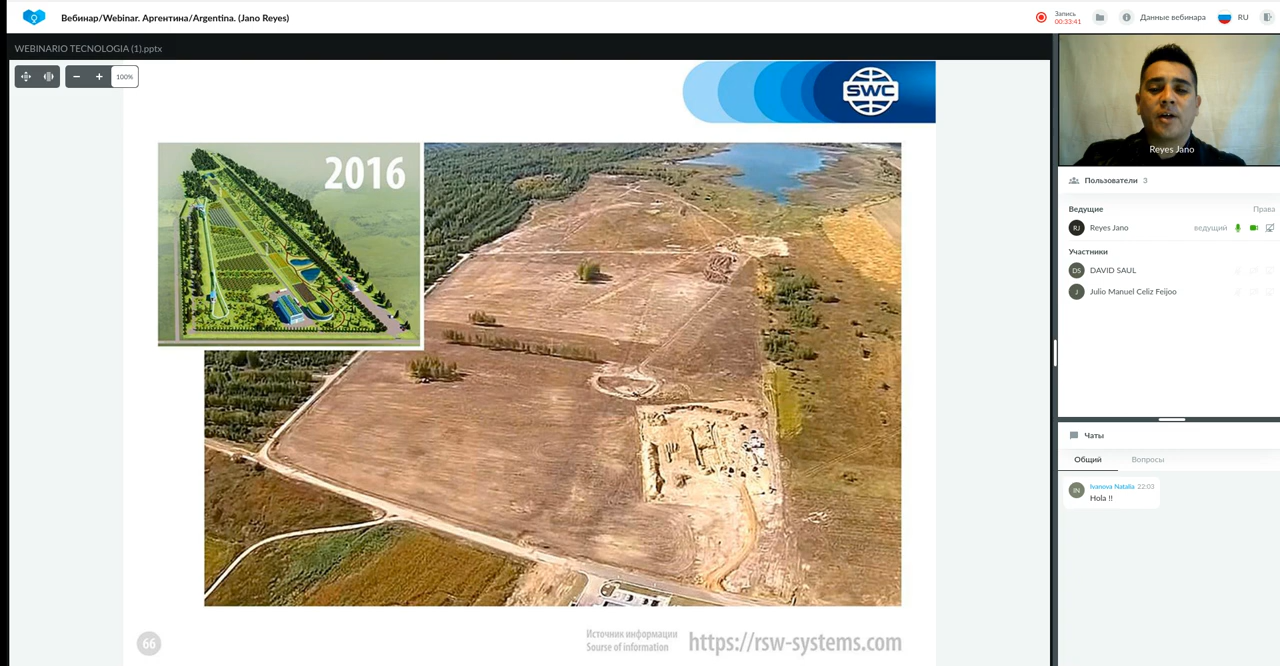 Вебинар/Webinar. Аргентина/Argentina. (Jano Reyes)
Запись
00:33:41
Данные вебинара
RU
WEBINARIO TECNOLOGIA (1).pptx
100%
SWC
2016
66
Источник информации
Sourse of information
https://rsw-systems.com
Reyes Jano
Пользователи 3
Ведущие
Права
RJ
Reyes Jano
ведущий
Участники
DS
DAVID SAUL
J
Julio Manuel Celiz Feijoo
Чаты
Общий
Вопросы
IN
Ivanova Natalia 22:03
Hola !!